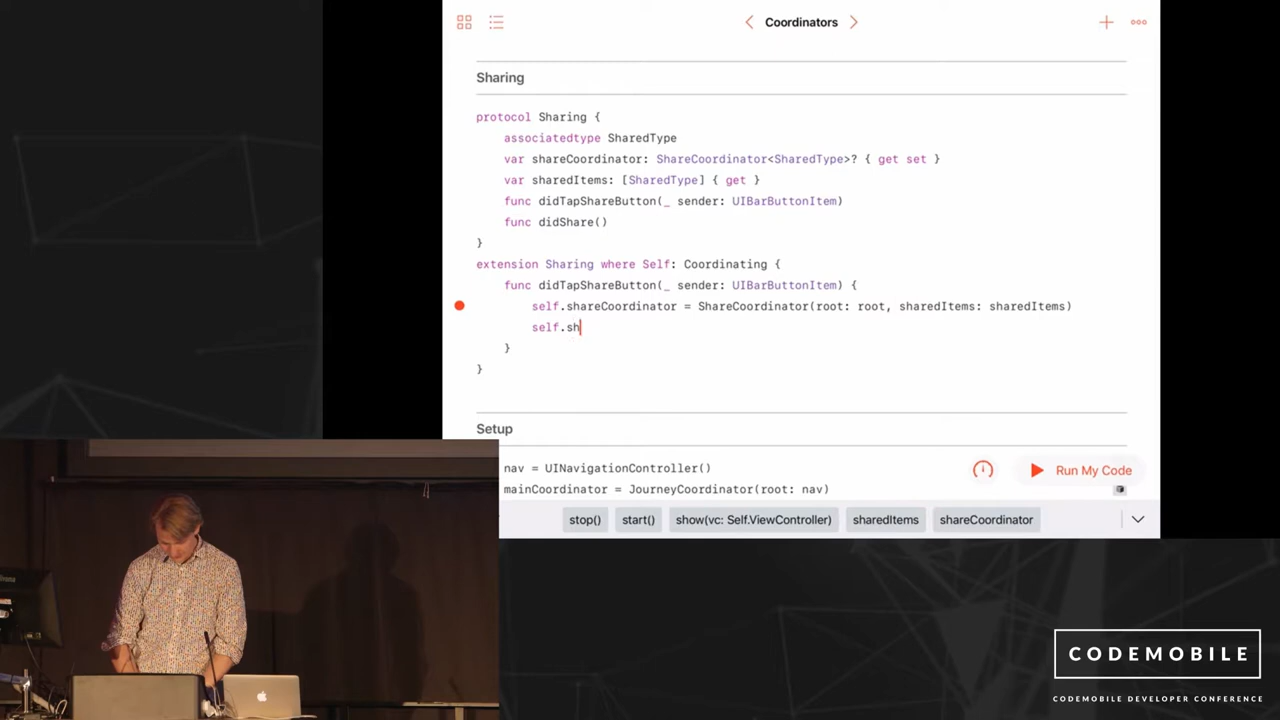 Coordinators
Sharing
protocol Sharing {
associatedtype SharedType
var shareCoordinator: ShareCoordinator<SharedType>? { get set }
var sharedItems: [SharedType] { get }
func didTapShareButton(_ sender: UIBarButtonItem)
func didShare()
}
extension Sharing where Self: Coordinating {
func didTapShareButton(_ sender: UIBarButtonItem) {
self.shareCoordinator = ShareCoordinator(root: root, sharedItems: sharedItems)
self.sh
}
}
Setup
nav = UINavigationController()
mainCoordinator = JourneyCoordinator(root: nav)
Run My Code
stop() start() show(vc: Self.ViewController) sharedItems shareCoordinator
CODEMOBILE
CODEMOBILE DEVELOPER CONFERENCE